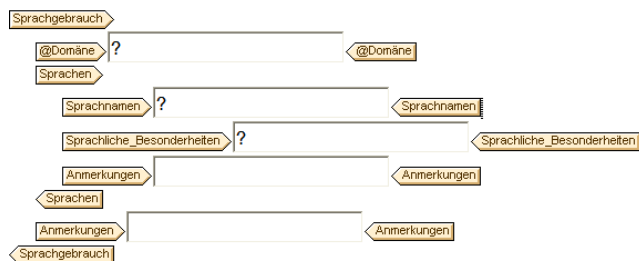 Sprachgebrauch
@Domäne ? @Domäne
Sprachen
Sprachnamen ? Sprachnamen
Sprachliche_Besonderheiten ? Sprachliche_Besonderheiten
Anmerkungen Anmerkungen
Sprachen
Anmerkungen Anmerkungen
Sprachgebrauch